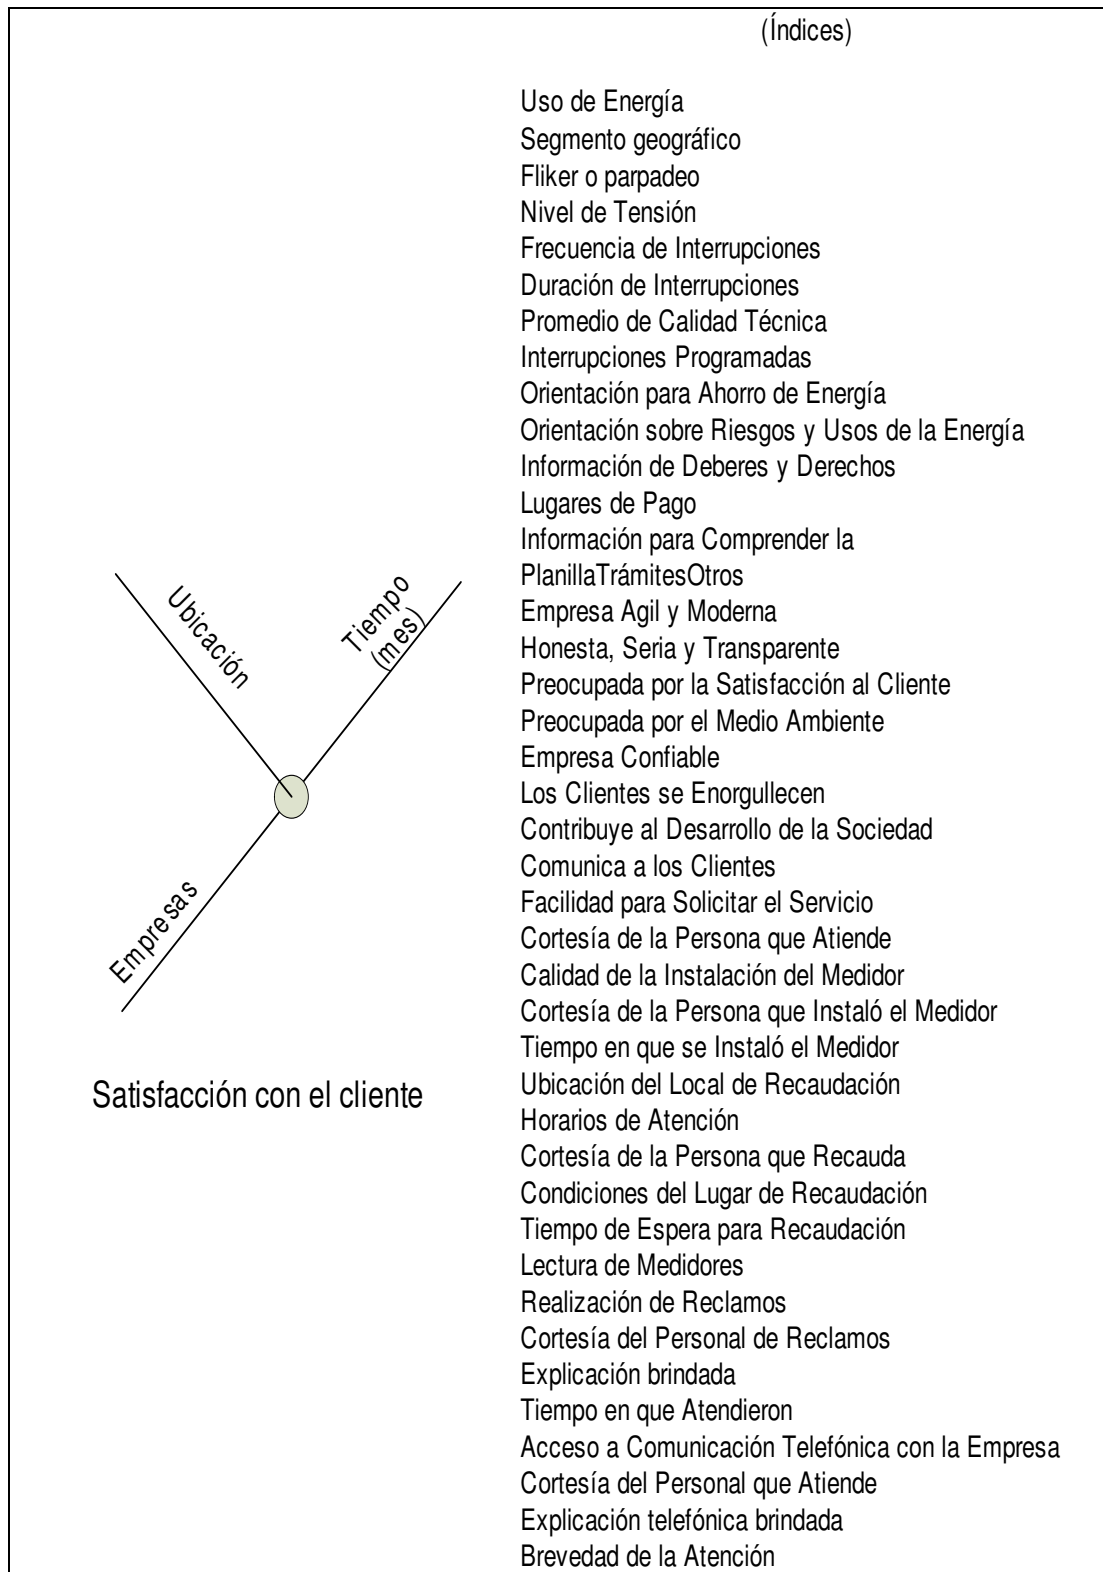 (Índices)
Uso de Energía
Segmento geográfico
Fliker o parpadeo
Nivel de Tensión
Frecuencia de Interrupciones
Duración de Interrupciones
Promedio de Calidad Técnica
Interrupciones Programadas
Orientación para Ahorro de Energía
Orientación sobre Riesgos y Usos de la Energía
Información de Deberes y Derechos
Lugares de Pago
Información para Comprender la
PlanillaTrámitesOtros
Empresa Agil y Moderna
Honesta, Seria y Transparente
Preocupada por la Satisfacción al Cliente
Preocupada por el Medio Ambiente
Empresa Confiable
Los Clientes se Enorgullecen
Contribuye al Desarrollo de la Sociedad
Comunica a los Clientes
Facilidad para Solicitar el Servicio
Cortesía de la Persona que Atiende
Calidad de la Instalación del Medidor
Cortesía de la Persona que Instaló el Medidor
Tiempo en que se Instaló el Medidor
Ubicación del Local de Recaudación
Horarios de Atención
Cortesía de la Persona que Recauda
Condiciones del Lugar de Recaudación
Tiempo de Espera para Recaudación
Lectura de Medidores
Realización de Reclamos
Cortesía del Personal de Reclamos
Explicación brindada
Tiempo en que Atendieron
Acceso a Comunicación Telefónica con la Empresa
Cortesía del Personal que Atiende
Explicación telefónica brindada
Brevedad de la Atención
Ubicación
Tiempo
(mes)
Empresas
Satisfacción con el cliente